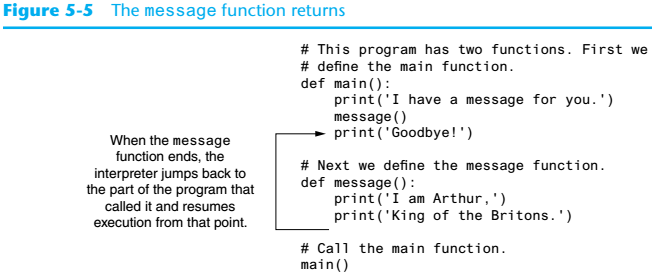 Figure 5-5 The message function returns
# This program has two functions. First we
# define the main function.
def main():
    print('I have a message for you.')
    message()
    print('Goodbye!')
When the message
function ends, the
interpreter jumps back to
the part of the program that
called it and resumes
execution from that point.
# Next we define the message function.
def message():
    print('I am Arthur,')
    print('King of the Britons.')
# Call the main function.
main()